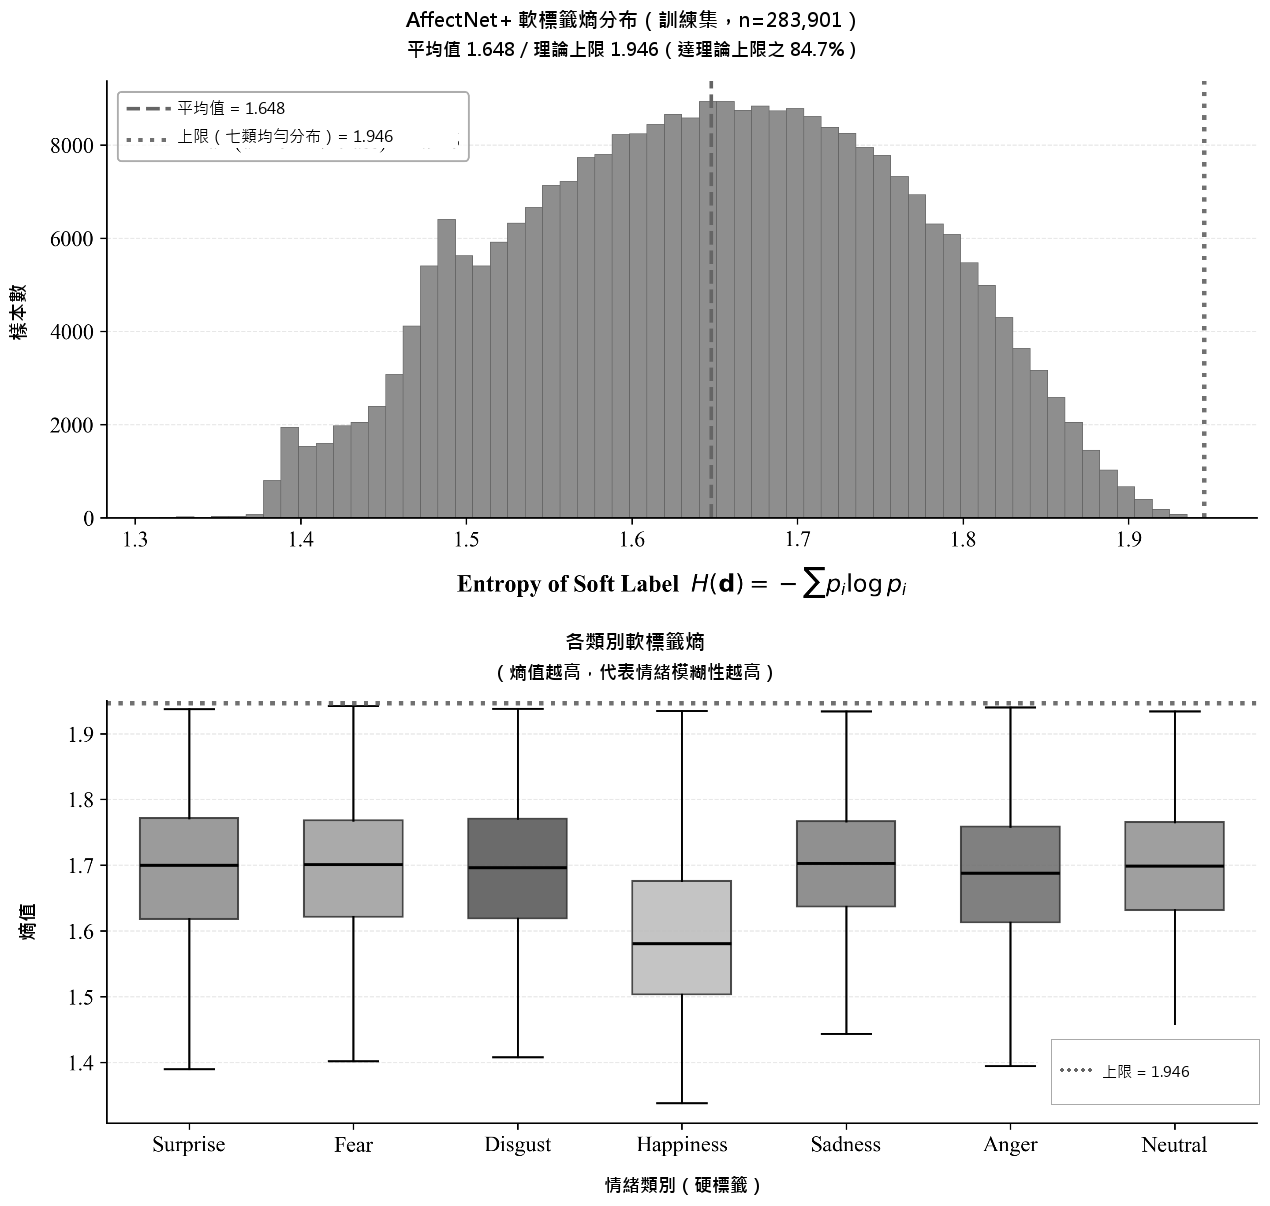 AffectNet+ 軟標籤熵分布（訓練集，n=283,901）
平均值 1.648 / 理論上限 1.946（達理論上限之 84.7%）
平均值 = 1.648
上限（七類均勻分布）= 1.946
樣本數
8000
6000
4000
2000
0
1.3 1.4 1.5 1.6 1.7 1.8 1.9
Entropy of Soft Label H(d) = − ∑ pᵢ log pᵢ
各類別軟標籤熵
（熵值越高，代表情緒模糊性越高）
熵值
1.9
1.8
1.7
1.6
1.5
1.4
上限 = 1.946
Surprise Fear Disgust Happiness Sadness Anger Neutral
情緒類別（硬標籤）